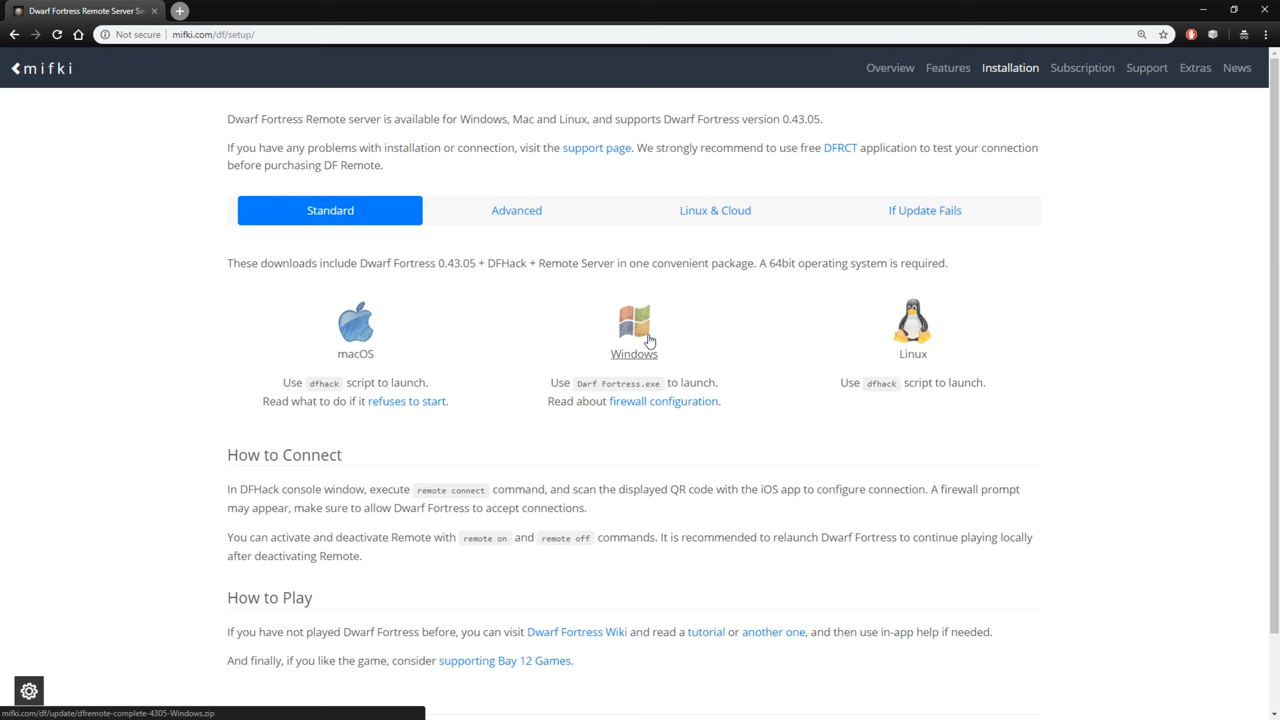 Dwarf Fortress Remote Server Se
Not secure
mifki.com/df/setup/
mifki
Overview
Features
Installation
Subscription
Support
Extras
News
Dwarf Fortress Remote server is available for Windows, Mac and Linux, and supports Dwarf Fortress version 0.43.05.
If you have any problems with installation or connection, visit the support page. We strongly recommend to use free DFRCT application to test your connection
before purchasing DF Remote.
Standard
Advanced
Linux & Cloud
If Update Fails
These downloads include Dwarf Fortress 0.43.05 + DFHack + Remote Server in one convenient package. A 64bit operating system is required.
macOS
Windows
Linux
Use dfhack script to launch.
Read what to do if it refuses to start.
Use Darf Fortress.exe to launch.
Read about firewall configuration.
Use dfhack script to launch.
How to Connect
In DFHack console window, execute remote connect command, and scan the displayed QR code with the iOS app to configure connection. A firewall prompt
may appear, make sure to allow Dwarf Fortress to accept connections.
You can activate and deactivate Remote with remote on and remote off commands. It is recommended to relaunch Dwarf Fortress to continue playing locally
after deactivating Remote.
How to Play
If you have not played Dwarf Fortress before, you can visit Dwarf Fortress Wiki and read a tutorial or another one, and then use in-app help if needed.
And finally, if you like the game, consider supporting Bay 12 Games.
mifki.com/df/update/dfremote-complete-4305-Windows.zip